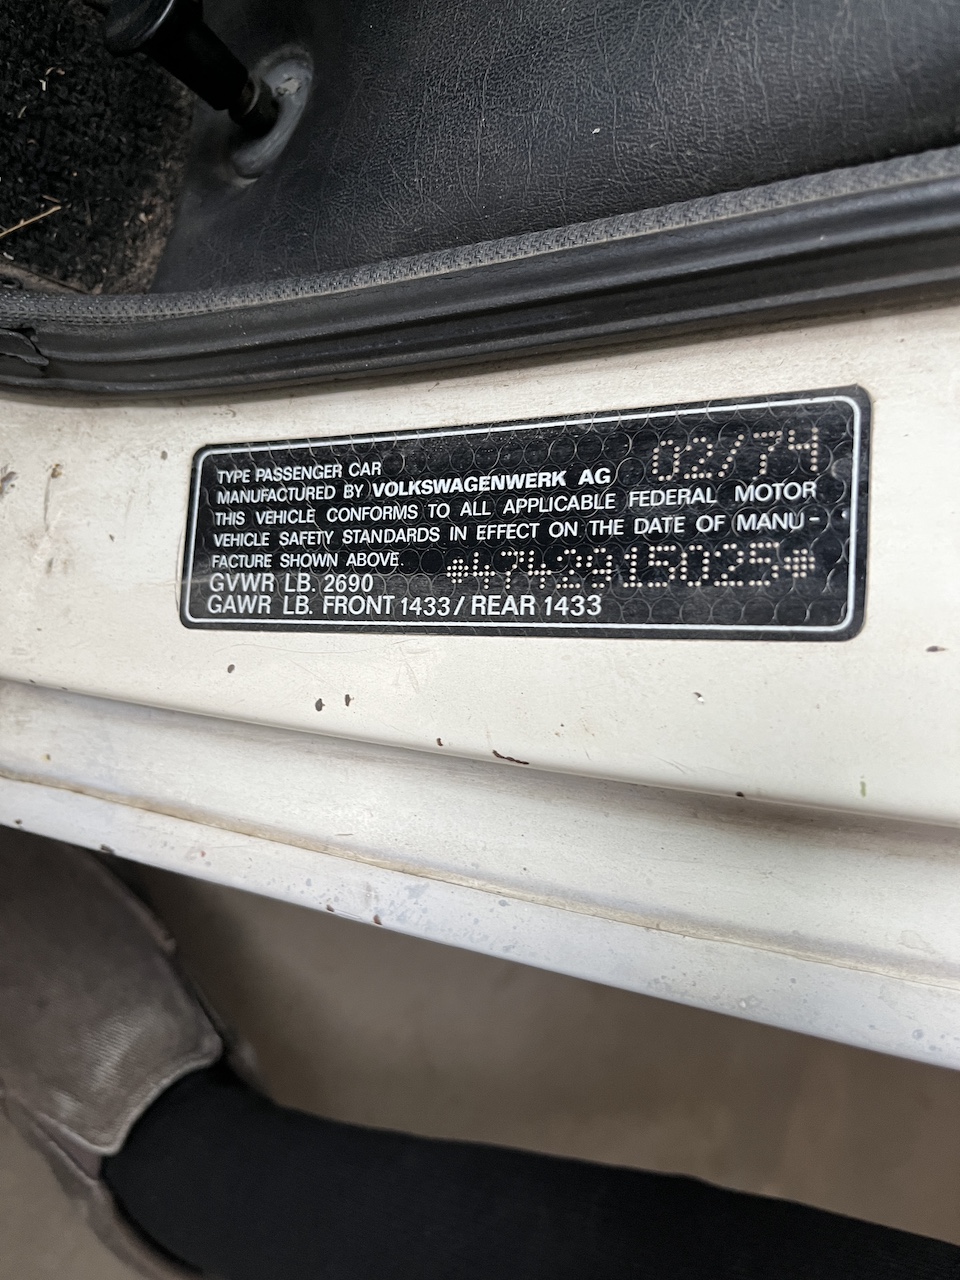 02/74
TYPE PASSENGER CAR
MANUFACTURED BY VOLKSWAGENWERK AG
THIS VEHICLE CONFORMS TO ALL APPLICABLE FEDERAL MOTOR
VEHICLE SAFETY STANDARDS IN EFFECT ON THE DATE OF MANU-
FACTURE SHOWN ABOVE. *4742915025*
GVWR LB. 2690
GAWR LB. FRONT 1433/REAR 1433